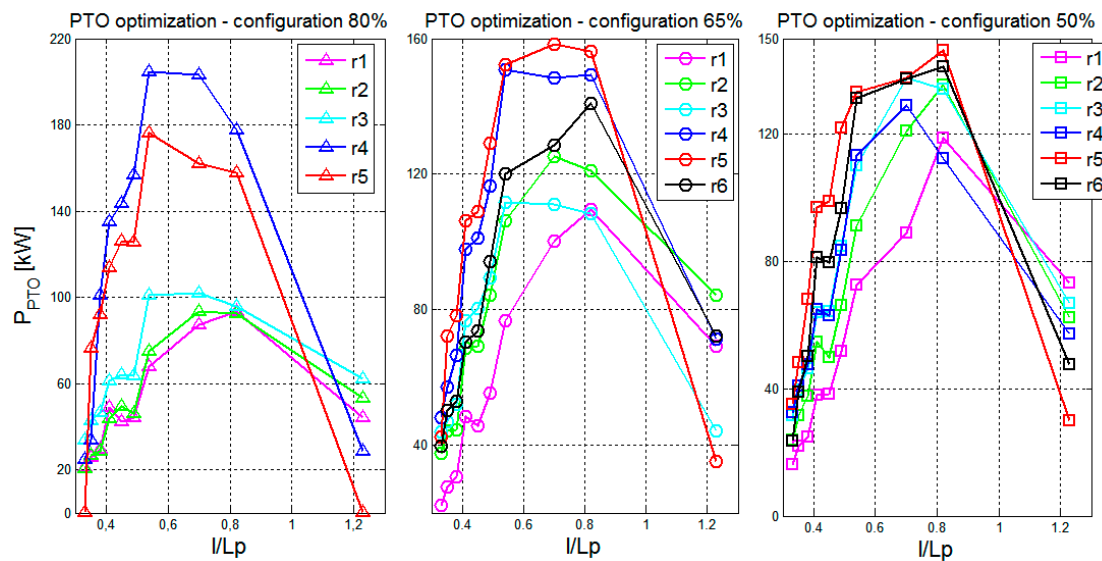 PTO optimization - configuration 80%
220
180
140
100
60
20
0
P_PTO [kW]
0,4
0,6
0,8
1
1,2
l/Lp
r1
r2
r3
r4
r5
PTO optimization - configuration 65%
160
120
80
40
0.4
0.6
0.8
1
1.2
l/Lp
r1
r2
r3
r4
r5
r6
PTO optimization - configuration 50%
150
120
80
40
0
0.4
0.6
0.8
1
1.2
l/Lp
r1
r2
r3
r4
r5
r6